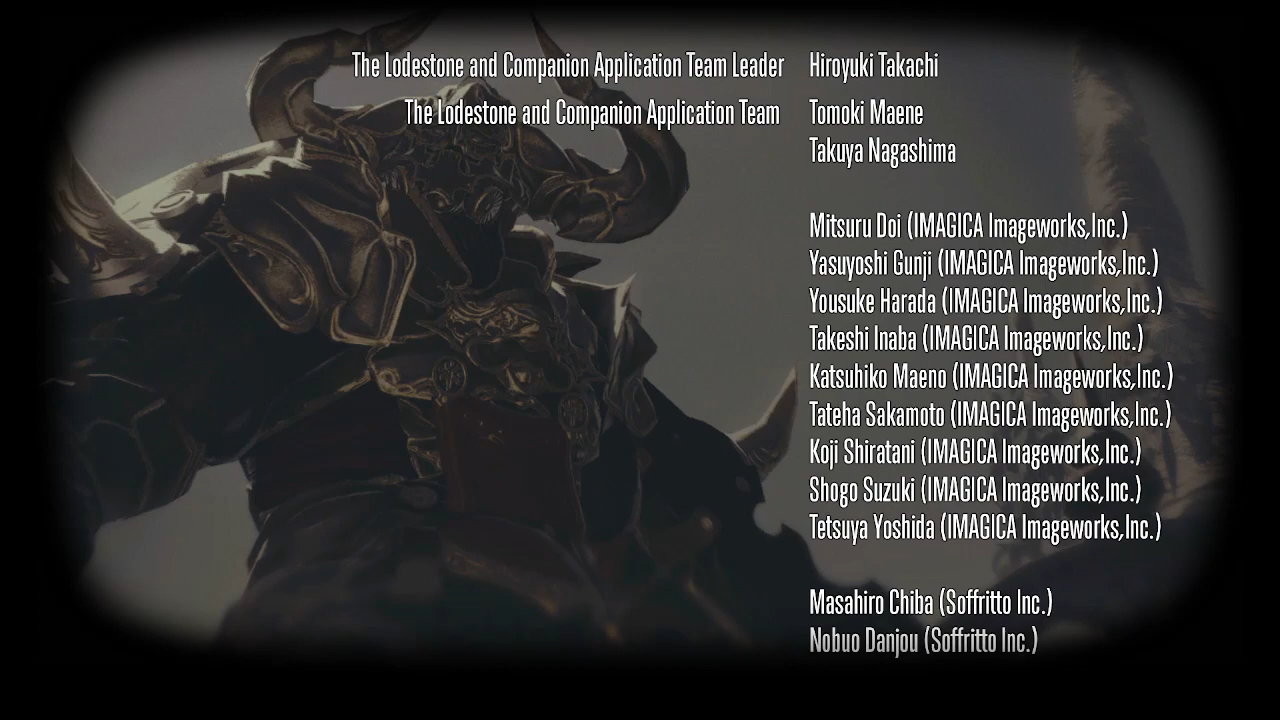 The Lodestone and Companion Application Team Leader Hiroyuki Takachi
The Lodestone and Companion Application Team Tomoki Maene
Takuya Nagashima
Mitsuru Doi (IMAGICA Imageworks,Inc.)
Yasuyoshi Gunji (IMAGICA Imageworks,Inc.)
Yousuke Harada (IMAGICA Imageworks,Inc.)
Takeshi Inaba (IMAGICA Imageworks,Inc.)
Katsuhiko Maeno (IMAGICA Imageworks,Inc.)
Tateha Sakamoto (IMAGICA Imageworks,Inc.)
Koji Shiratani (IMAGICA Imageworks,Inc.)
Shogo Suzuki (IMAGICA Imageworks,Inc.)
Tetsuya Yoshida (IMAGICA Imageworks,Inc.)
Masahiro Chiba (Soffritto Inc.)
Nobuo Danjou (Soffritto Inc.)